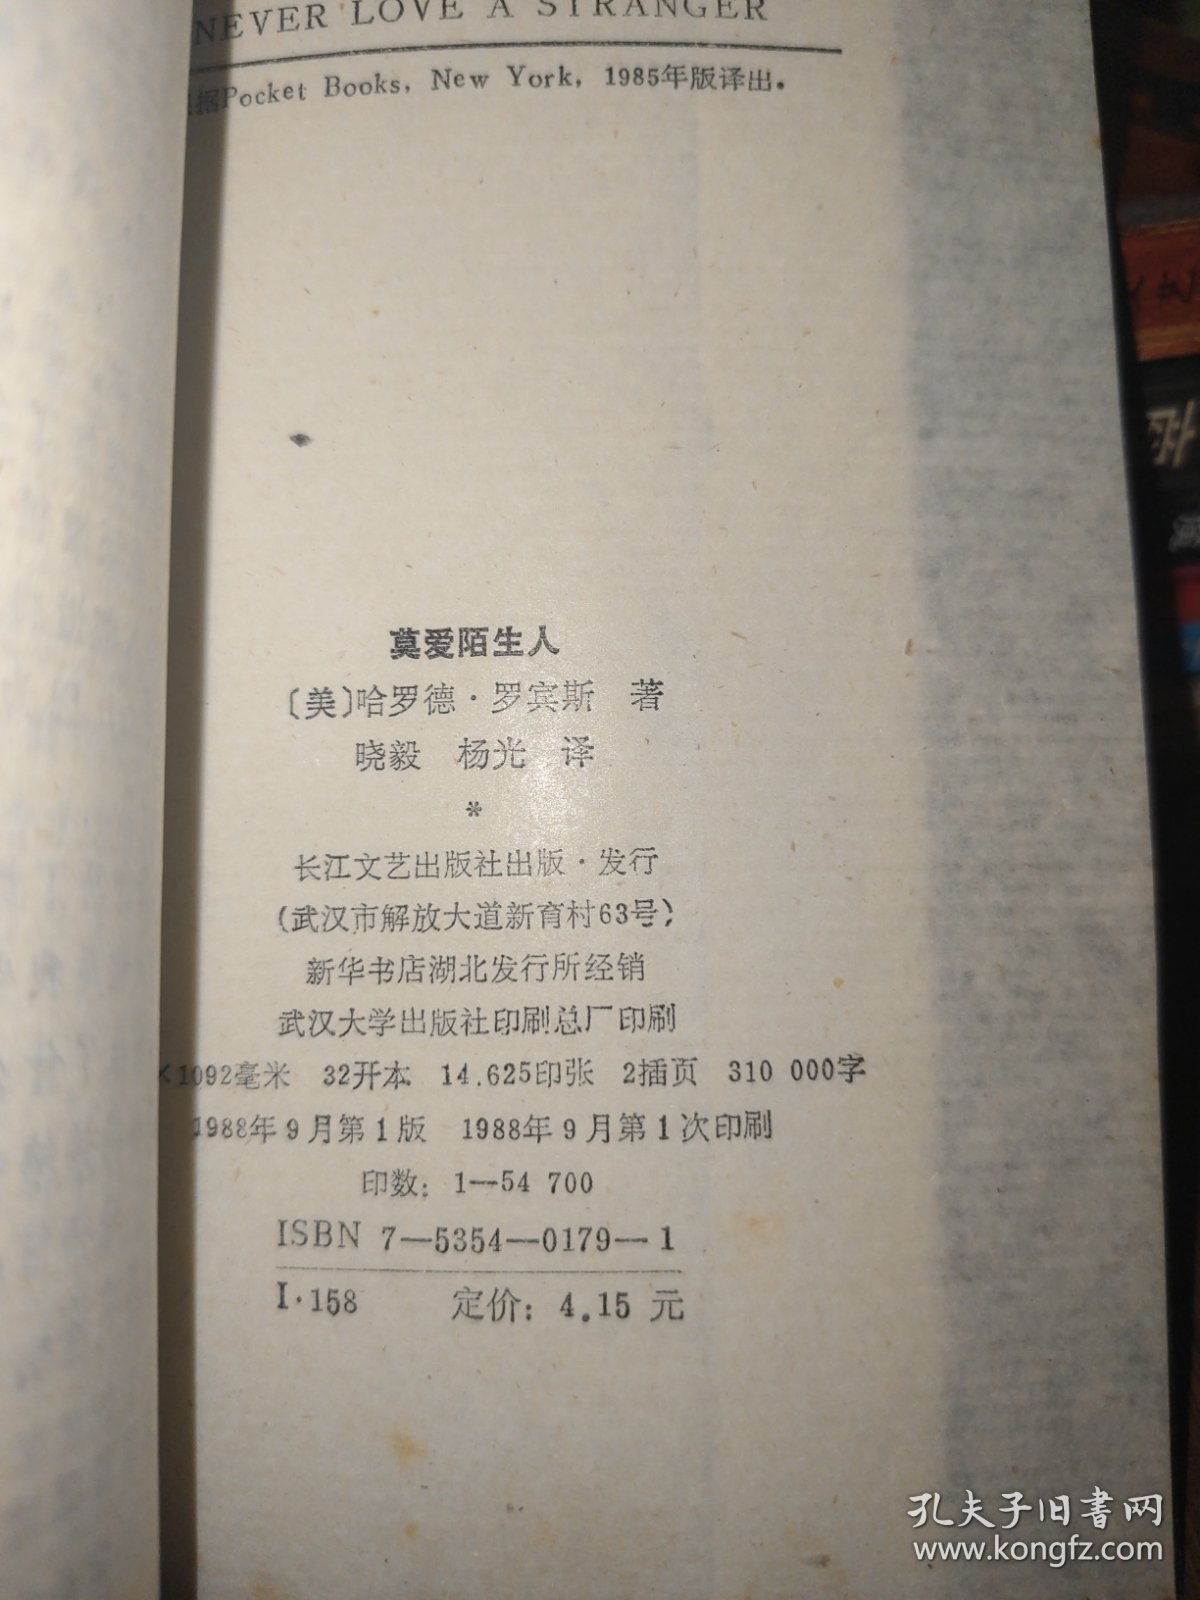 NEVER LOVE A STRANGER
据Pocket Books, New York, 1985年版译出。
莫爱陌生人
〔美〕哈罗德·罗宾斯 著
晓毅 杨光 译
*
长江文艺出版社出版·发行
(武汉市解放大道新育村63号)
新华书店湖北发行所经销
武汉大学出版社印刷总厂印刷
×1092毫米 32开本 14.625印张 2插页 310 000字
1988年9月第1版 1988年9月第1次印刷
印数: 1—54 700
ISBN 7—5354—0179—1
I·158 定价: 4.15 元
孔夫子旧书网
www.kongfz.com